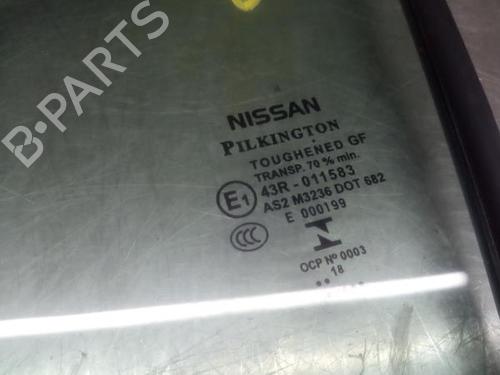 B-PARTS
NISSAN
PILKINGTON
TOUGHENED GF
TRANSP. 70 % min.
E1 43R - 011583
AS2 M3236 DOT 682
E 000199
CCC
OCP Nº 0003
18